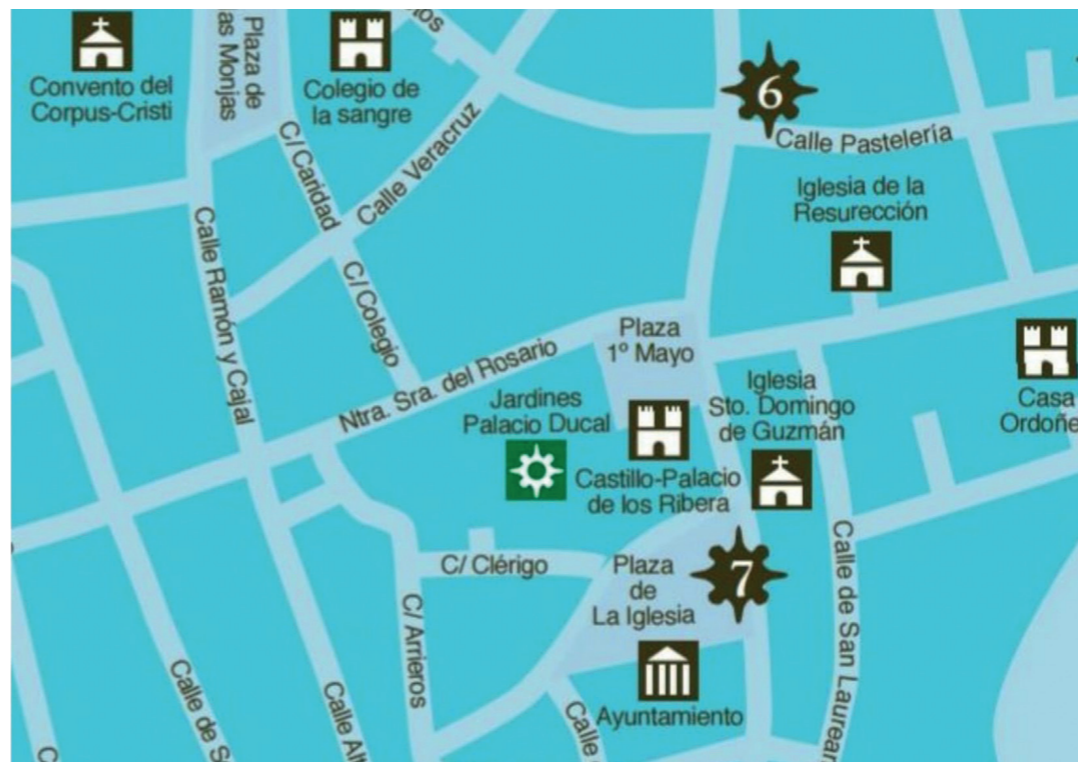 Convento del
Corpus-Cristi
Plaza de
as Monjas
Colegio de
la sangre
C/ Caridad
Calle Veracruz
6
Calle Pastelería
Iglesia de la
Resurección
Calle Ramón y Cajal
C/ Colegio
Ntra. Sra. del Rosario
Plaza
1º Mayo
Iglesia
Sto. Domingo
de Guzmán
Casa
Ordoñe
Jardines
Palacio Ducal
Castillo-Palacio
de los Ribera
C/ Clérigo
Plaza
de
La Iglesia
7
C/ Arrieros
Calle de San Laurean
Calle de S
Calle Alt
Calle
Ayuntamiento